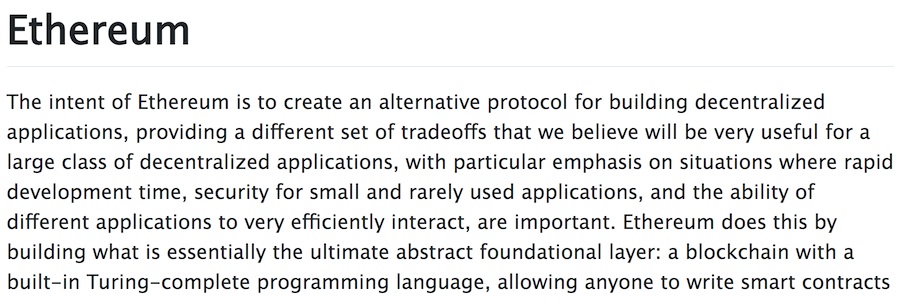 Ethereum
The intent of Ethereum is to create an alternative protocol for building decentralized
applications, providing a different set of tradeoffs that we believe will be very useful for a
large class of decentralized applications, with particular emphasis on situations where rapid
development time, security for small and rarely used applications, and the ability of
different applications to very efficiently interact, are important. Ethereum does this by
building what is essentially the ultimate abstract foundational layer: a blockchain with a
built-in Turing-complete programming language, allowing anyone to write smart contracts